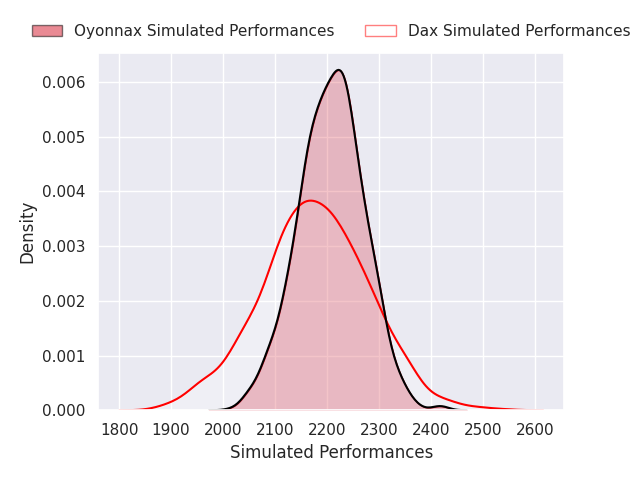 Oyonnax Simulated Performances
Dax Simulated Performances
0.006
0.005
0.004
0.003
0.002
0.001
0.000
Density
1800 1900 2000 2100 2200 2300 2400 2500 2600
Simulated Performances